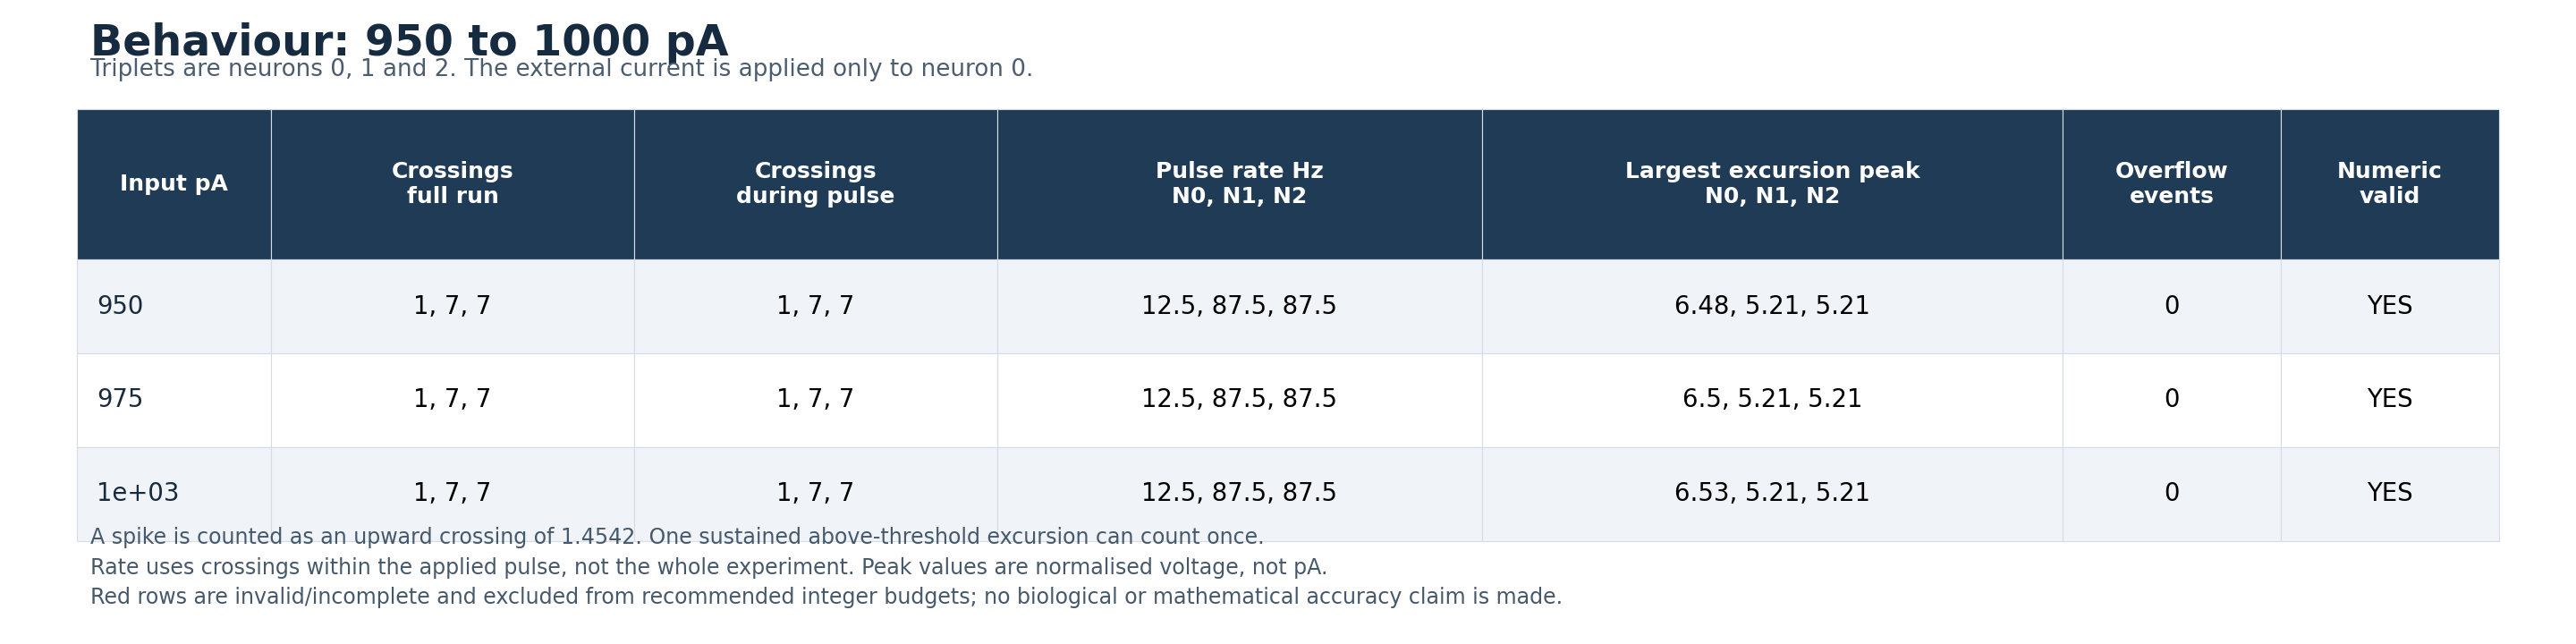 Behaviour: 950 to 1000 pA
Triplets are neurons 0, 1 and 2. The external current is applied only to neuron 0.
Input pA Crossings full run Crossings during pulse Pulse rate Hz N0, N1, N2 Largest excursion peak N0, N1, N2 Overflow events Numeric valid
950 1, 7, 7 1, 7, 7 12.5, 87.5, 87.5 6.48, 5.21, 5.21 0 YES
975 1, 7, 7 1, 7, 7 12.5, 87.5, 87.5 6.5, 5.21, 5.21 0 YES
1e+03 1, 7, 7 1, 7, 7 12.5, 87.5, 87.5 6.53, 5.21, 5.21 0 YES
A spike is counted as an upward crossing of 1.4542. One sustained above-threshold excursion can count once.
Rate uses crossings within the applied pulse, not the whole experiment. Peak values are normalised voltage, not pA.
Red rows are invalid/incomplete and excluded from recommended integer budgets; no biological or mathematical accuracy claim is made.